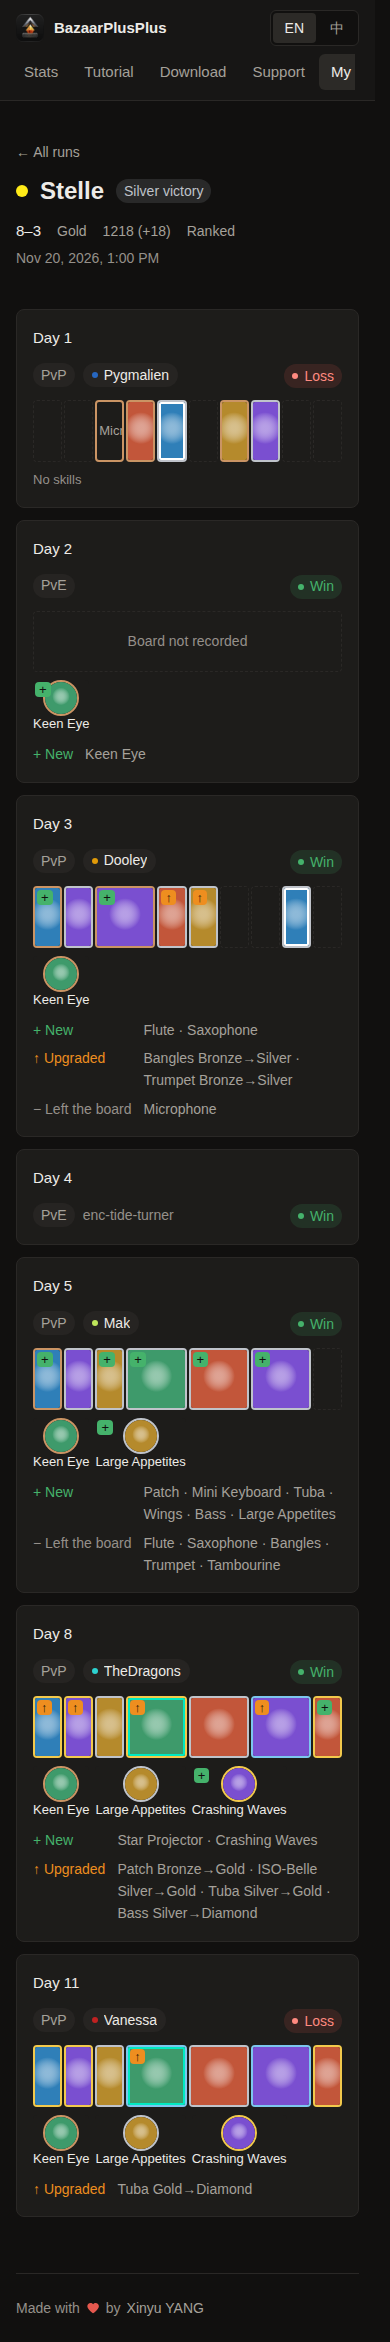 BazaarPlusPlus
EN 中
Stats Tutorial Download Support My
← All runs
Stelle Silver victory
8–3 Gold 1218 (+18) Ranked
Nov 20, 2026, 1:00 PM
Day 1
PvP Pygmalien Loss
Micr
No skills
Day 2
PvE Win
Board not recorded
+
Keen Eye
+ New Keen Eye
Day 3
PvP Dooley Win
+ + ↑ ↑
Keen Eye
+ New Flute · Saxophone
↑ Upgraded Bangles Bronze→Silver ·
Trumpet Bronze→Silver
− Left the board Microphone
Day 4
PvE enc-tide-turner Win
Day 5
PvP Mak Win
+ + + + +
+
Keen Eye Large Appetites
+ New Patch · Mini Keyboard · Tuba ·
Wings · Bass · Large Appetites
− Left the board Flute · Saxophone · Bangles ·
Trumpet · Tambourine
Day 8
PvP TheDragons Win
↑ ↑ ↑ ↑ +
+
Keen Eye Large Appetites Crashing Waves
+ New Star Projector · Crashing Waves
↑ Upgraded Patch Bronze→Gold · ISO-Belle
Silver→Gold · Tuba Silver→Gold ·
Bass Silver→Diamond
Day 11
PvP Vanessa Loss
↑
Keen Eye Large Appetites Crashing Waves
↑ Upgraded Tuba Gold→Diamond
Made with ♥ by Xinyu YANG